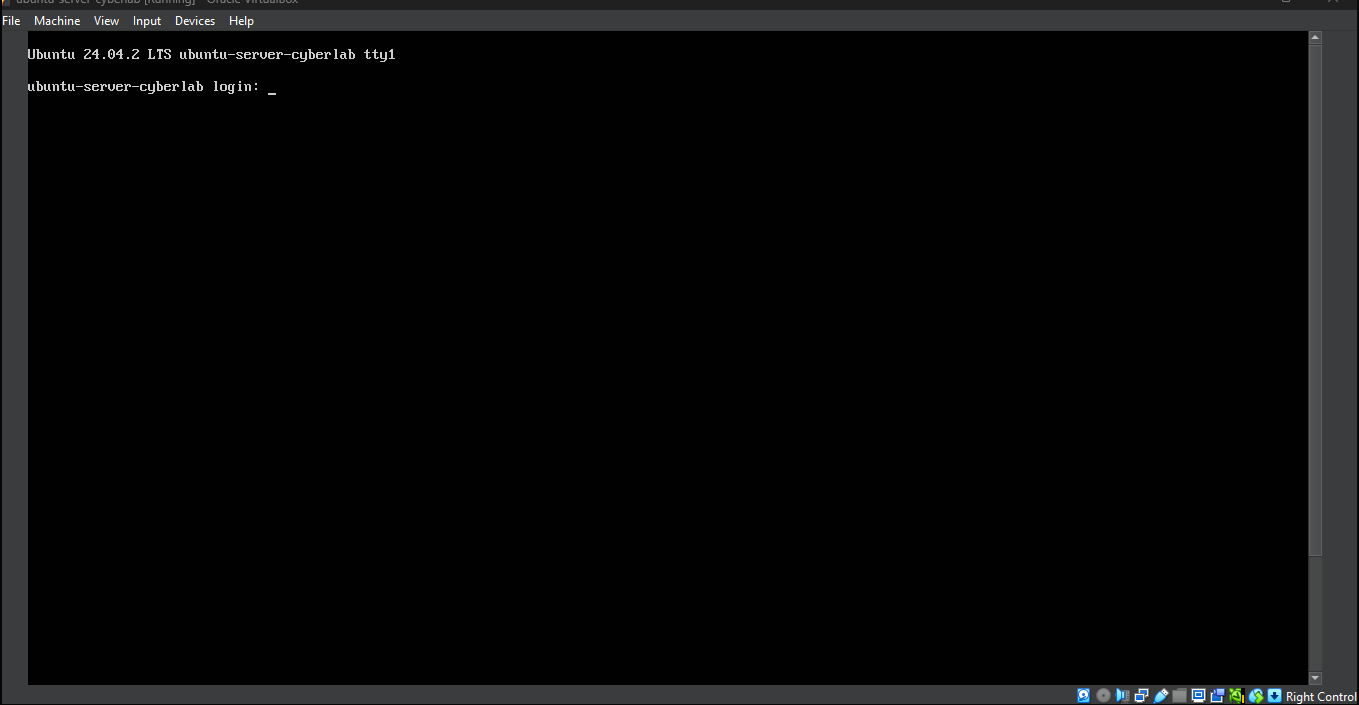 ubuntu-server-cyberlab [Running] - Oracle VirtualBox
File Machine View Input Devices Help
Ubuntu 24.04.2 LTS ubuntu-server-cyberlab tty1
ubuntu-server-cyberlab login: _
Right Control